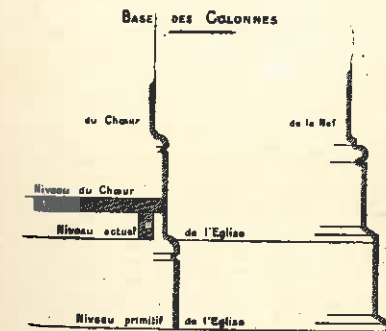 BASE DES COLONNES
du Chœur
de la Nef
Niveau du Chœur
Niveau actuel de l'Eglise
Niveau primitif de l'Eglise